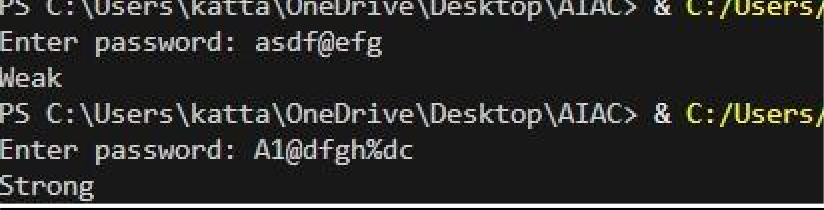 PS C:\Users\katta\OneDrive\Desktop\AIAC> & C:/Users/
Enter password: asdf@efg
Weak
PS C:\Users\katta\OneDrive\Desktop\AIAC> & C:/Users/
Enter password: A1@dfgh%dc
Strong